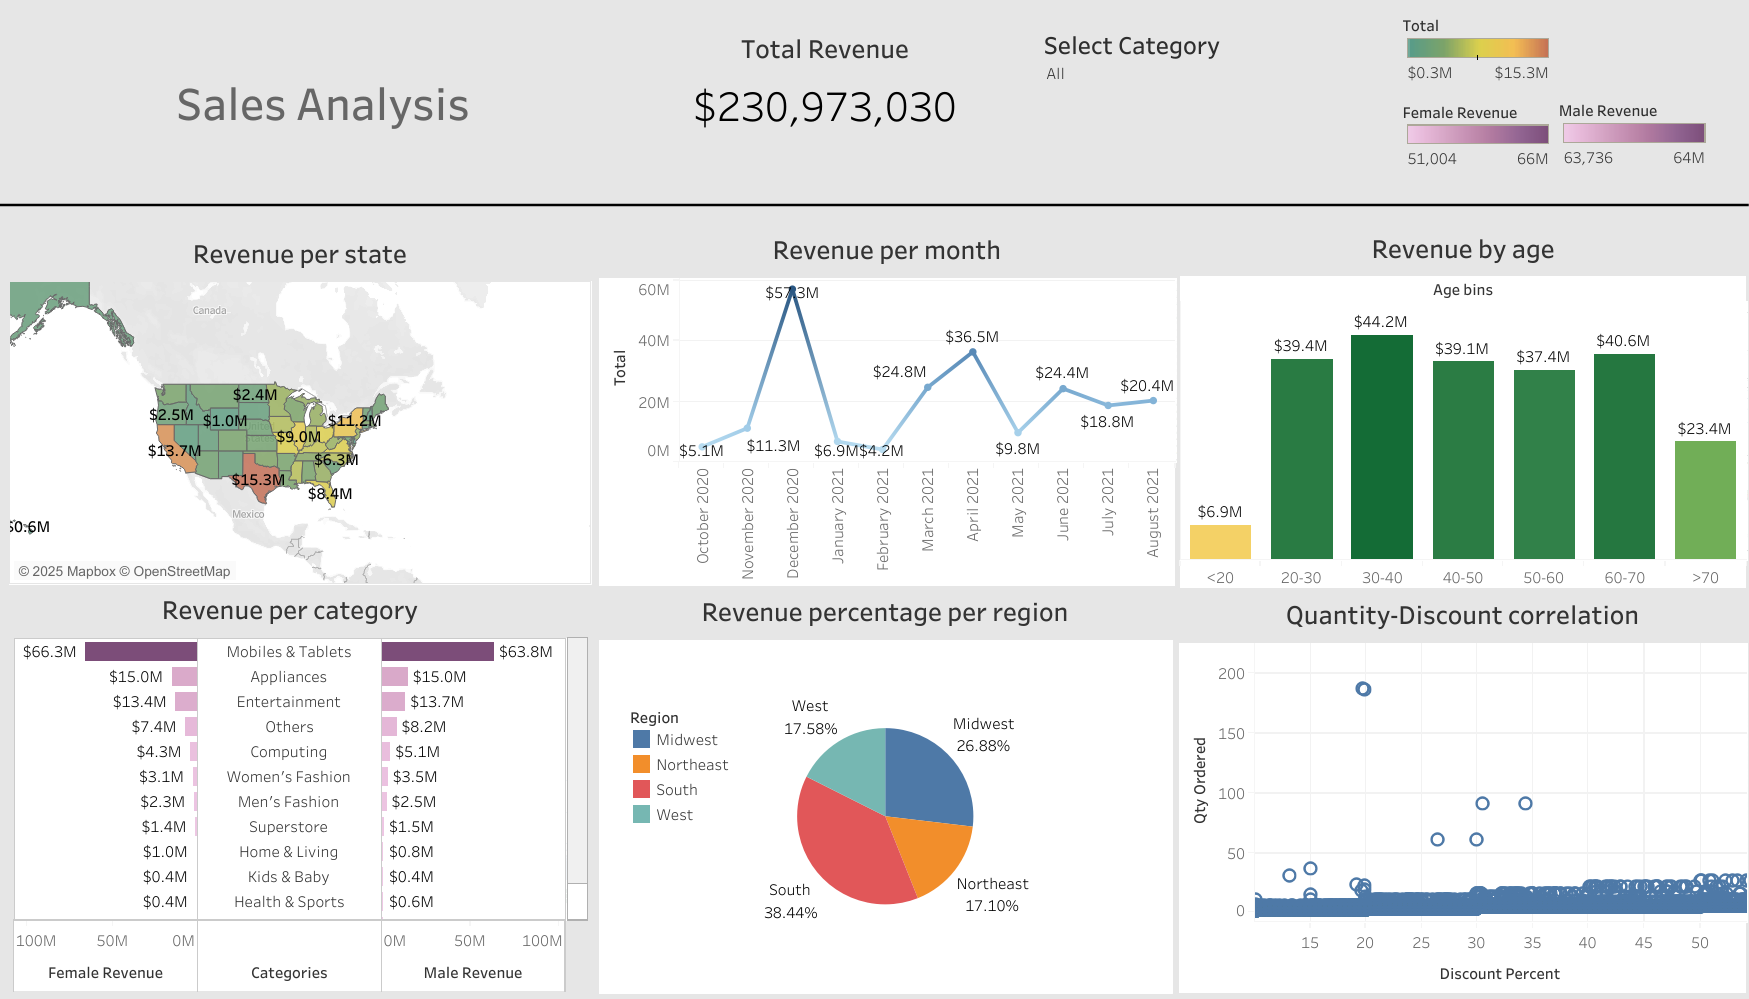 Sales Analysis
Total Revenue
$230,973,030
Select Category
All
Total
$0.3M $15.3M
Female Revenue
51,004 66M
Male Revenue
63,736 64M
Revenue per state
Canada
$2.4M
$2.5M
$1.0M
$11.2M
$9.0M
$13.7M
$6.3M
$15.3M
$8.4M
Mexico
$0.6M
© 2025 Mapbox © OpenStreetMap
Revenue per month
Total
60M
40M
20M
0M
$5.1M
$11.3M
$57.3M
$6.9M
$4.2M
$24.8M
$36.5M
$9.8M
$24.4M
$18.8M
$20.4M
October 2020
November 2020
December 2020
January 2021
February 2021
March 2021
April 2021
May 2021
June 2021
July 2021
August 2021
Revenue by age
Age bins
$6.9M
$39.4M
$44.2M
$39.1M
$37.4M
$40.6M
$23.4M
<20 20-30 30-40 40-50 50-60 60-70 >70
Revenue per category
$66.3M Mobiles & Tablets $63.8M
$15.0M Appliances $15.0M
$13.4M Entertainment $13.7M
$7.4M Others $8.2M
$4.3M Computing $5.1M
$3.1M Women's Fashion $3.5M
$2.3M Men's Fashion $2.5M
$1.4M Superstore $1.5M
$1.0M Home & Living $0.8M
$0.4M Kids & Baby $0.4M
$0.4M Health & Sports $0.6M
100M 50M 0M 0M 50M 100M
Female Revenue Categories Male Revenue
Revenue percentage per region
Region
Midwest
Northeast
South
West
West
17.58%
Midwest
26.88%
South
38.44%
Northeast
17.10%
Quantity-Discount correlation
Qty Ordered
200
150
100
50
0
15 20 25 30 35 40 45 50
Discount Percent